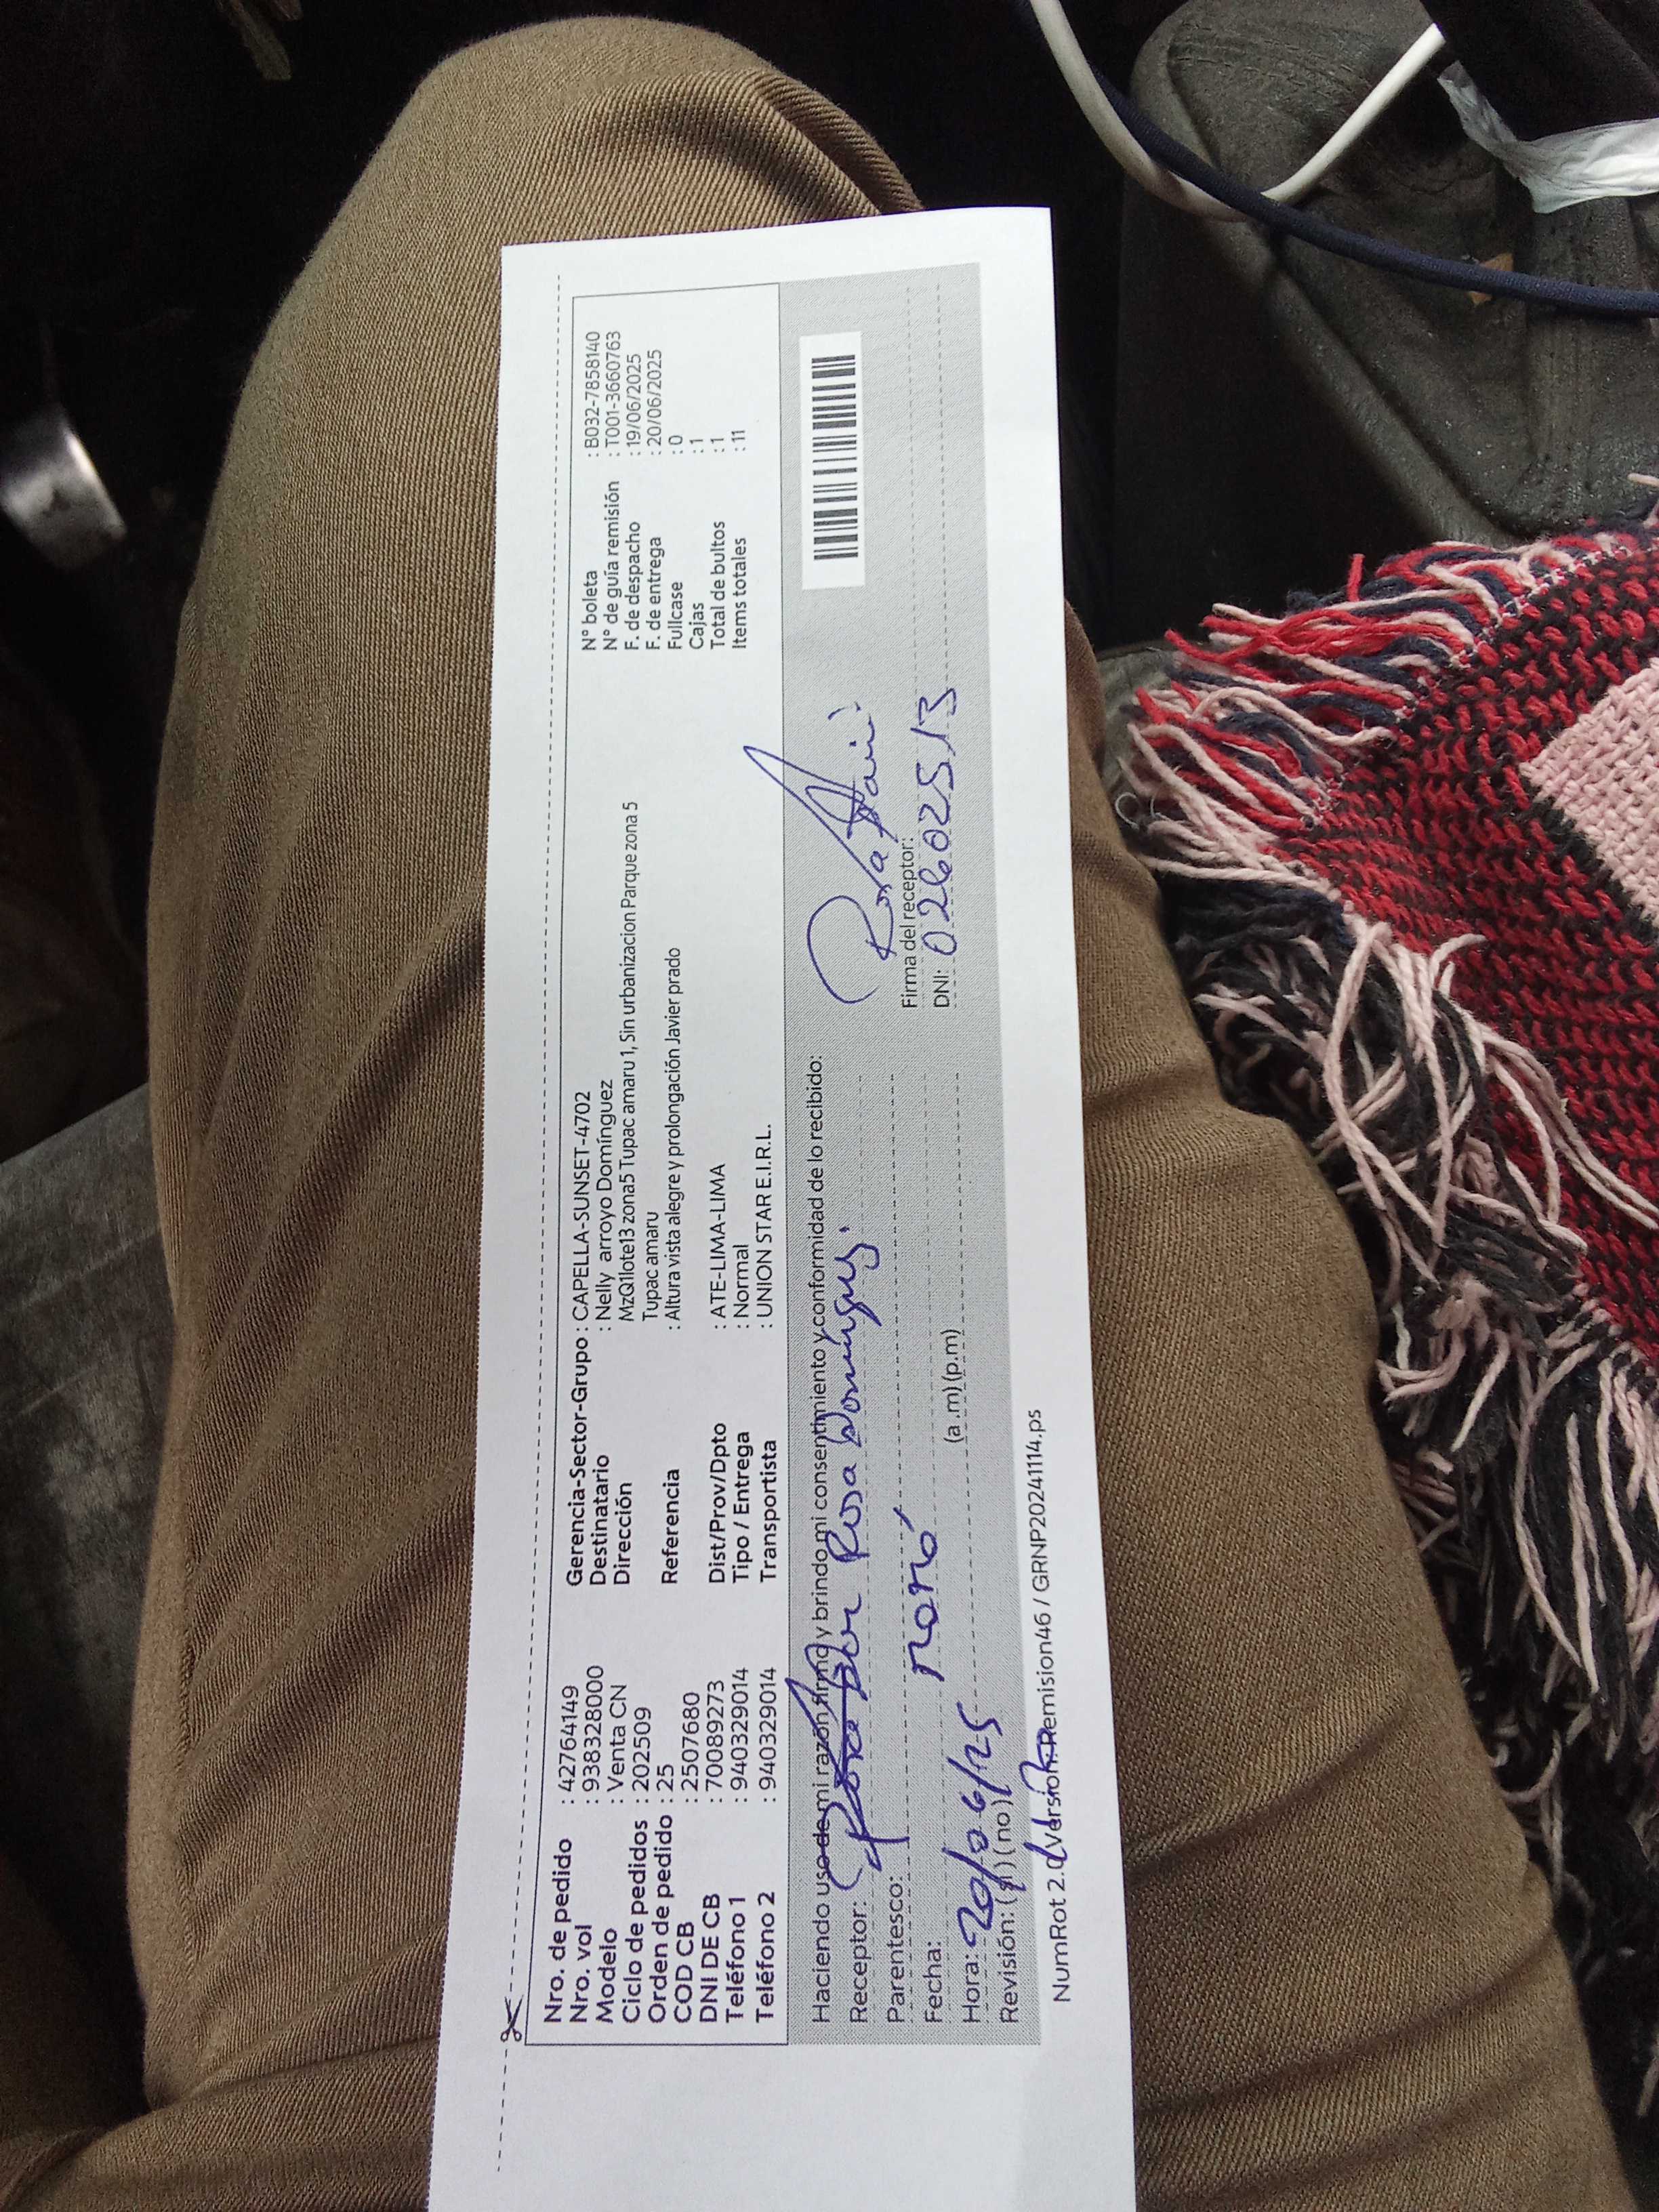 Nro. de pedido : 42764149
Nro. vol : 9383328000
Modelo : Venta CN
Ciclo de pedidos : 202509
Orden de pedido : 25
COD CB : 2507680
DNI DE CB : 70089273
Teléfono 1 : 940329014
Teléfono 2 : 940329014
Gerencia-Sector-Grupo : CAPELLA-SUNSET-4702
Destinatario : Nelly arroyo Domínguez
Dirección MzQ1lote13 zona5 Tupac amaru 1, Sin urbanizacion Parque zona 5
Tupac amaru
Referencia : Altura vista alegre y prolongación Javier prado
Dist/Prov/Dpto : ATE-LIMA-LIMA
Tipo / Entrega : Normal
Transportista : UNION STAR E.I.R.L.
N° boleta : B032-7858140
N° de guía remisión : T001-3660763
F. de despacho : 19/06/2025
F. de entrega : 20/06/2025
Fullcase : 0
Cajas : 1
Total de bultos : 1
Items totales : 11
Haciendo uso de mi razón firmo y brindo mi consentimiento y conformidad de lo recibido:
Receptor: Rosa
Parentesco:
Fecha:
Hora: 20/06/25 (a .m) (p.m)
Revisión: (si) (no)
Firma del receptor:
DNI: 02602513
NumRot 2. Version Remision46 / GRNP20241114.ps